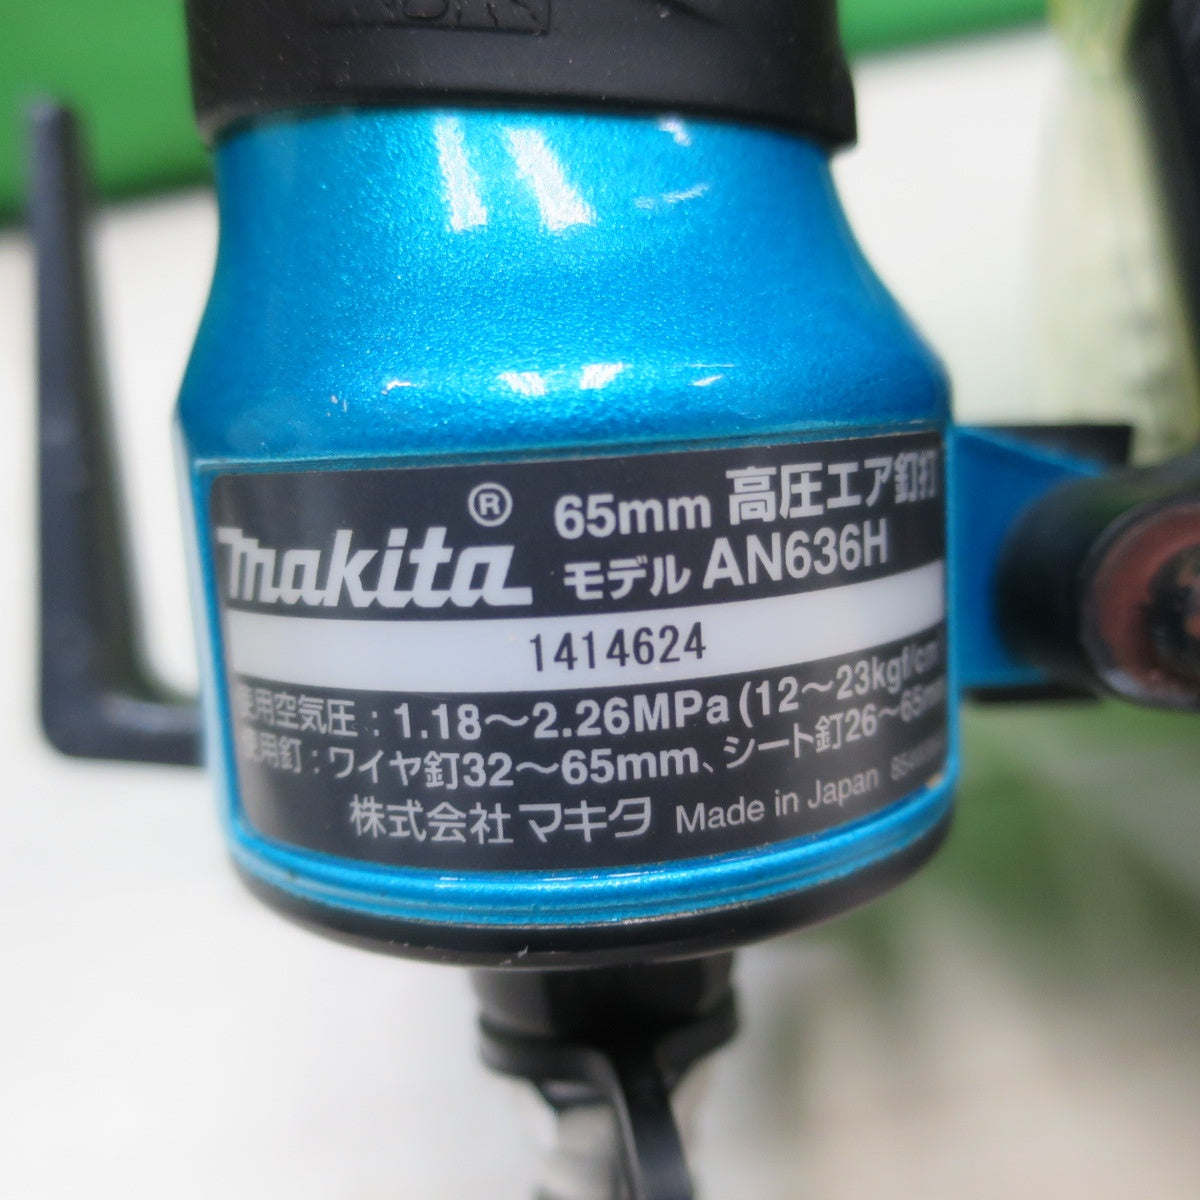 makita®
65mm 高圧エア釘打
モデル AN636H
1414624
使用空気圧：1.18～2.26MPa (12～23kgf/cm
使用釘：ワイヤ釘32～65mm、シート釘26～65mm
株式会社 マキタ Made in Japan